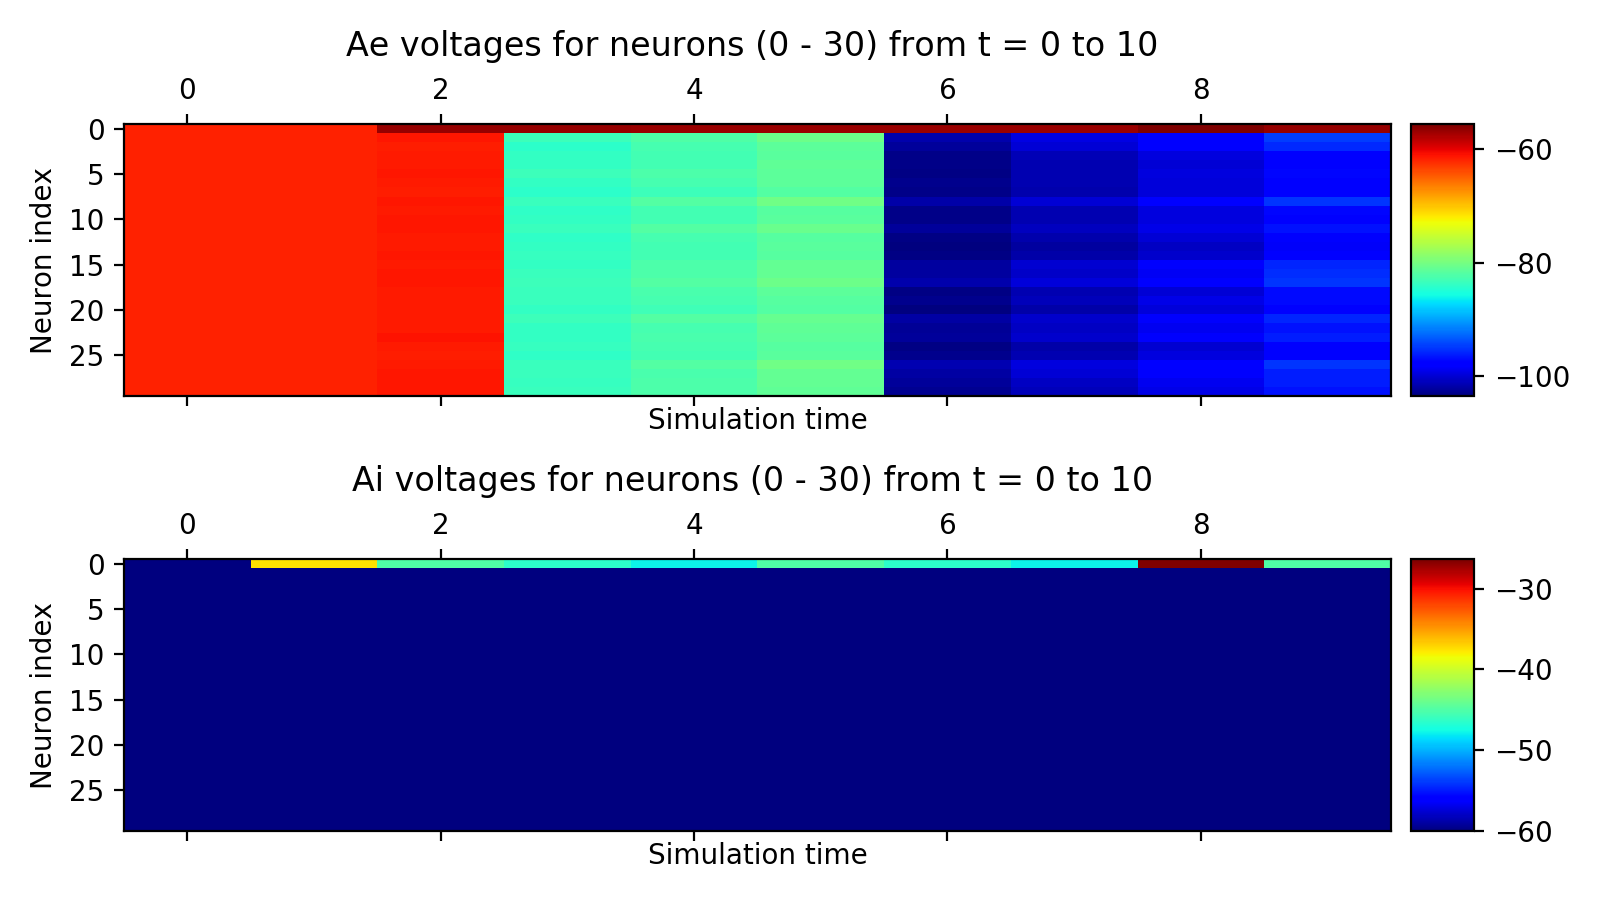 Ae voltages for neurons (0 - 30) from t = 0 to 10
0 2 4 6 8
Neuron index
0
5
10
15
20
25
−60
−80
−100
Simulation time
Ai voltages for neurons (0 - 30) from t = 0 to 10
0 2 4 6 8
Neuron index
0
5
10
15
20
25
−30
−40
−50
−60
Simulation time